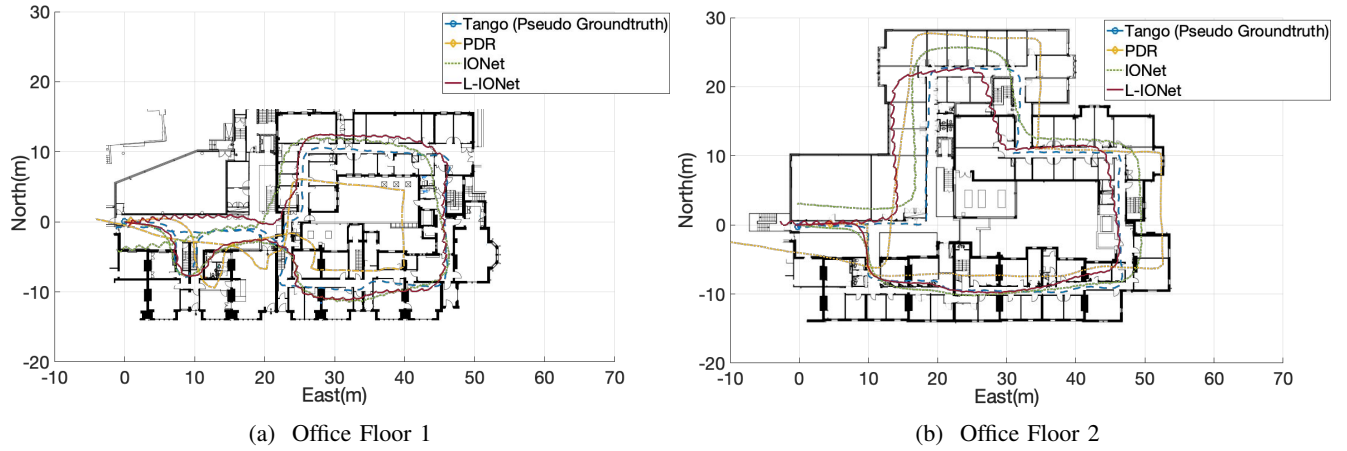 30
20
10
0
-10
-20
North(m)
-10 0 10 20 30 40 50 60 70
East(m)
Tango (Pseudo Groundtruth)
PDR
IONet
L-IONet
(a) Office Floor 1
30
20
10
0
-10
-20
North(m)
-10 0 10 20 30 40 50 60 70
East(m)
Tango (Pseudo Groundtruth)
PDR
IONet
L-IONet
(b) Office Floor 2